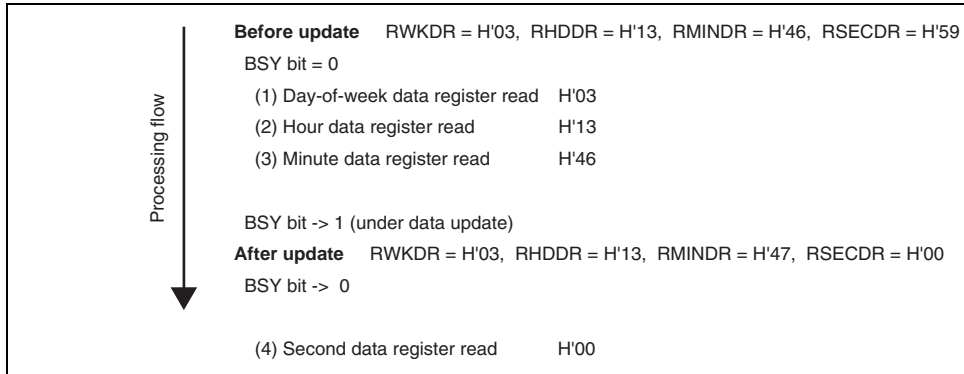 Processing flow
Before update RWKDR = H'03, RHDDR = H'13, RMINDR = H'46, RSECDR = H'59
BSY bit = 0
(1) Day-of-week data register read H'03
(2) Hour data register read H'13
(3) Minute data register read H'46
BSY bit -> 1 (under data update)
After update RWKDR = H'03, RHDDR = H'13, RMINDR = H'47, RSECDR = H'00
BSY bit -> 0
(4) Second data register read H'00